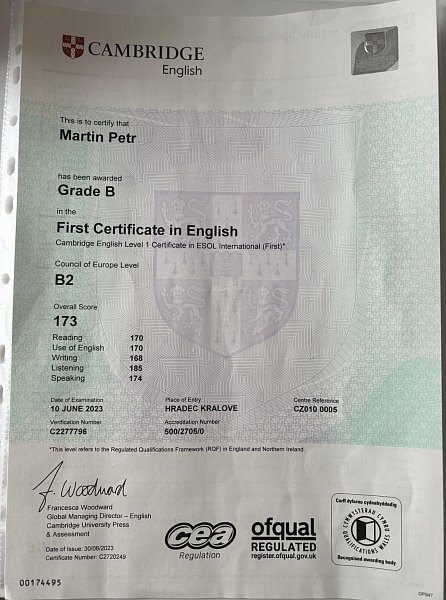 CAMBRIDGE
English
This is to certify that
Martin Petr
has been awarded
Grade B
in the
First Certificate in English
Cambridge English Level 1 Certificate in ESOL International (First)*
Council of Europe Level
B2
Overall Score
173
Reading 170
Use of English 170
Writing 168
Listening 185
Speaking 174
Date of Examination Place of Entry Centre Reference
10 JUNE 2023 HRADEC KRALOVE CZ010 0005
Verification Number Accreditation Number
C2277796 500/2705/0
*This level refers to the Regulated Qualifications Framework (RQF) in England and Northern Ireland.
F. Woodward
Francesca Woodward
Global Managing Director – English
Cambridge University Press
& Assessment
Date of Issue: 30/06/2023
Certificate Number: C2720249
cea
Regulation
ofqual
REGULATED
register.ofqual.gov.uk
Corff dyfarnu cydnabyddedig
CYMWYSTERAU CYMRU
QUALIFICATIONS WALES
Recognised awarding body
00174495